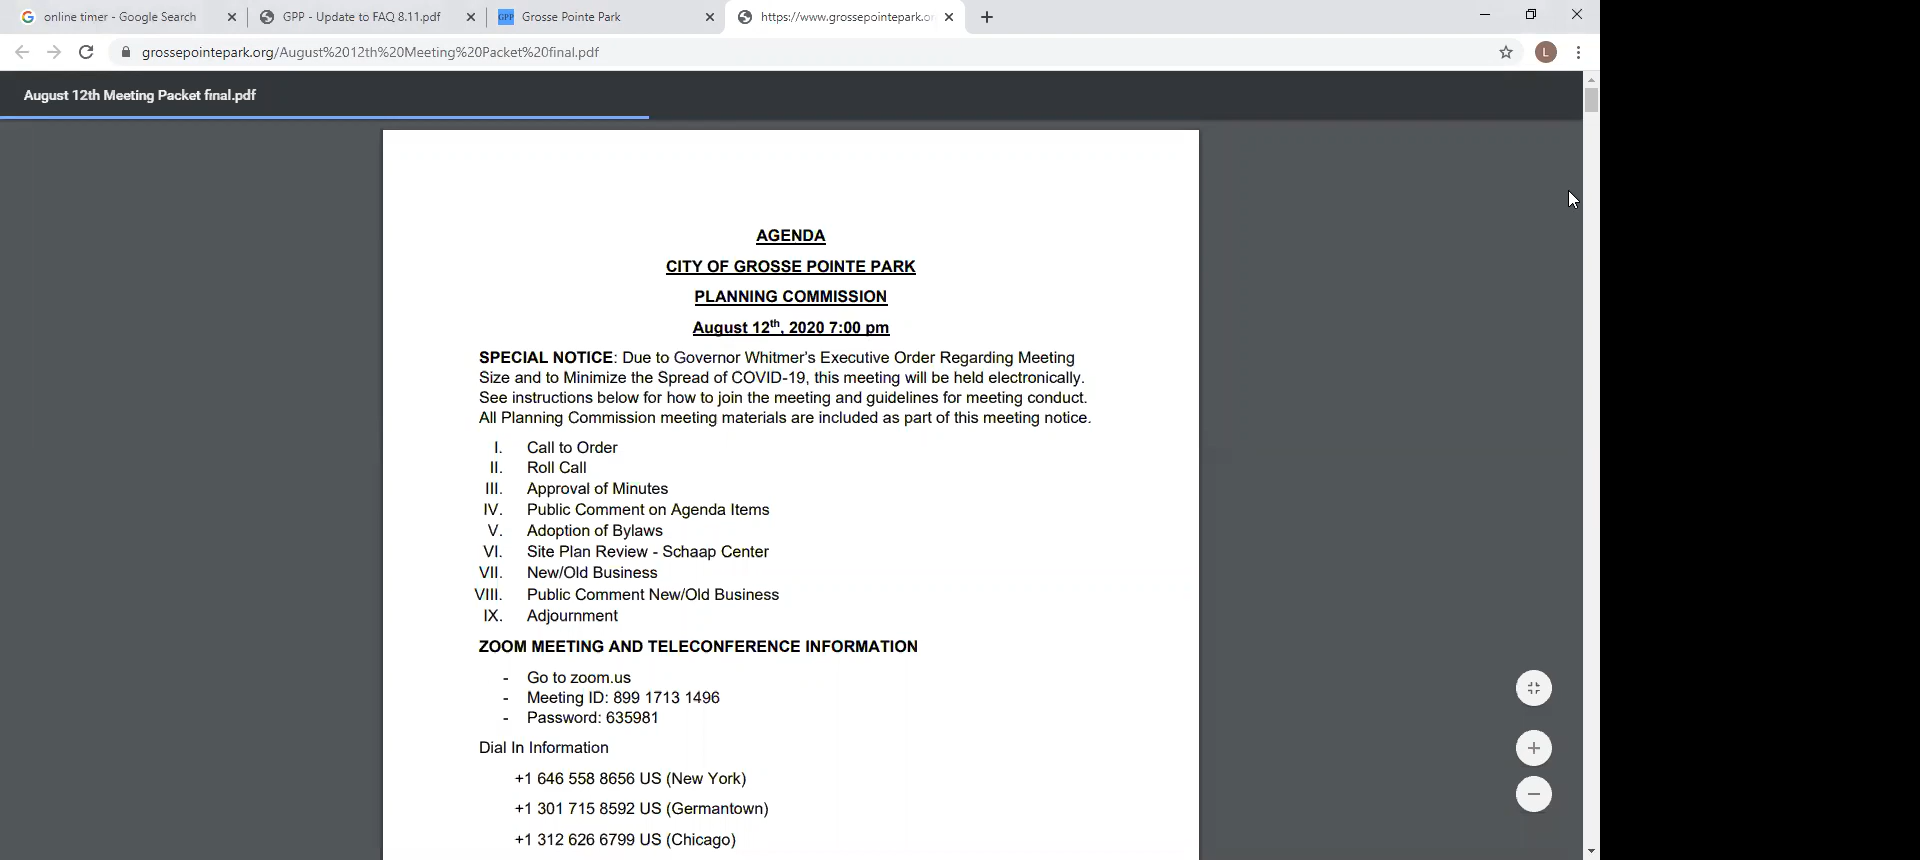 online timer - Google Search
GPP - Update to FAQ 8.11.pdf
GPP Grosse Pointe Park
https://www.grossepointepark.or
grossepointepark.org/August%2012th%20Meeting%20Packet%20final.pdf
L
August 12th Meeting Packet final.pdf
AGENDA
CITY OF GROSSE POINTE PARK
PLANNING COMMISSION
August 12th, 2020 7:00 pm
SPECIAL NOTICE: Due to Governor Whitmer's Executive Order Regarding Meeting
Size and to Minimize the Spread of COVID-19, this meeting will be held electronically.
See instructions below for how to join the meeting and guidelines for meeting conduct.
All Planning Commission meeting materials are included as part of this meeting notice.
I. Call to Order
II. Roll Call
III. Approval of Minutes
IV. Public Comment on Agenda Items
V. Adoption of Bylaws
VI. Site Plan Review - Schaap Center
VII. New/Old Business
VIII. Public Comment New/Old Business
IX. Adjournment
ZOOM MEETING AND TELECONFERENCE INFORMATION
- Go to zoom.us
- Meeting ID: 899 1713 1496
- Password: 635981
Dial In Information
+1 646 558 8656 US (New York)
+1 301 715 8592 US (Germantown)
+1 312 626 6799 US (Chicago)